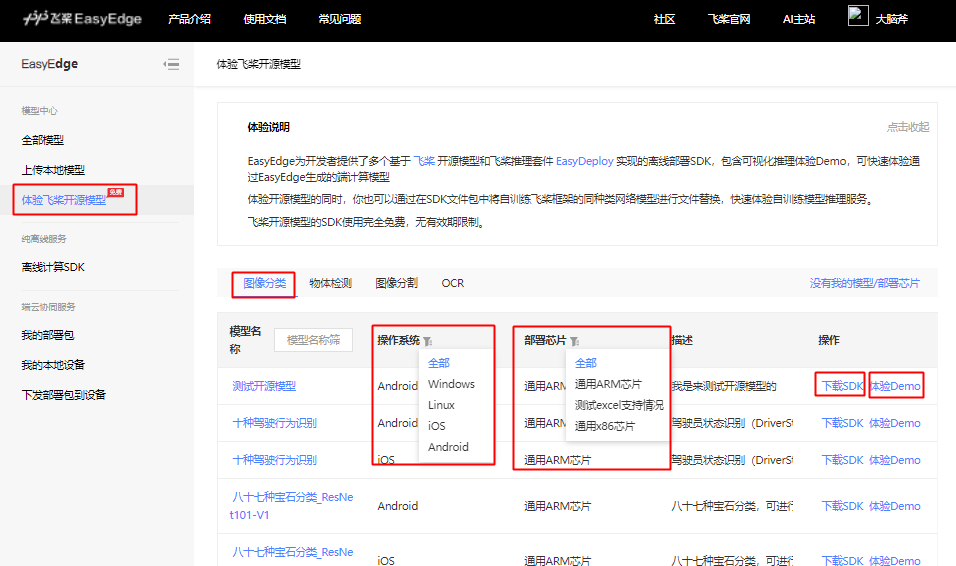 飞桨EasyEdge 产品介绍 使用文档 常见问题 社区 飞桨官网 AI主站 大脑斧
EasyEdge 体验飞桨开源模型
模型中心
全部模型
上传本地模型
体验飞桨开源模型 免费
纯离线服务
离线计算SDK
端云协同服务
我的部署包
我的本地设备
下发部署包到设备
体验说明 点击收起
EasyEdge为开发者提供了多个基于 飞桨 开源模型和飞桨推理套件 EasyDeploy 实现的离线部署SDK，包含可视化推理体验Demo，可快速体验通
过EasyEdge生成的端计算模型
体验开源模型的同时，你也可以通过在SDK文件包中将自训练飞桨框架的同种类网络模型进行文件替换，快速体验自训练模型推理服务。
飞桨开源模型的SDK使用完全免费，无有效期限制。
图像分类 物体检测 图像分割 OCR 没有我的模型/部署芯片
模型名
称
模型名称筛 操作系统 部署芯片 描述 操作
全部
Windows
Linux
iOS
Android
全部
通用ARM芯片
测试excel支持情况
通用x86芯片
测试开源模型 Android 通用ARM 我是来测试开源模型的 下载SDK 体验Demo
十种驾驶行为识别 Android 通用ARM 驾驶员状态识别（DriverSt 下载SDK 体验Demo
十种驾驶行为识别 iOS 通用ARM芯片 驾驶员状态识别（DriverSt 下载SDK 体验Demo
八十七种宝石分类_ResNe
t101-V1
Android 通用ARM芯片 八十七种宝石分类，可进行 下载SDK 体验Demo
八十七种宝石分类_ResNe
iOS 通用ARM芯片 八十七种宝石分类，可进行 下载SDK 体验Demo